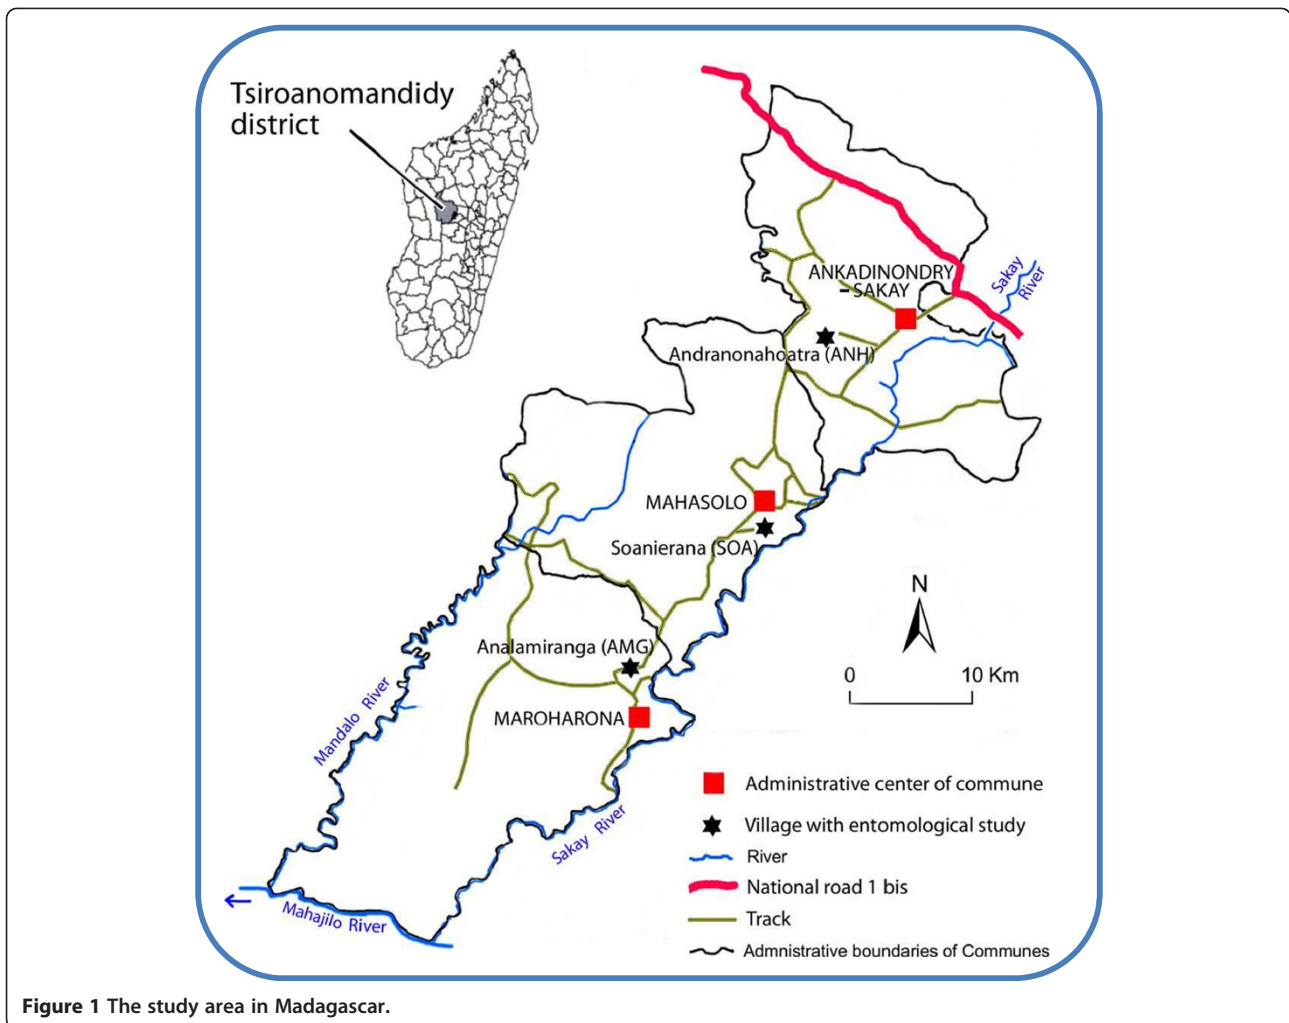 Tsiroanomandidy
district
ANKADINONDRY
–SAKAY
Sakay
River
Andranonahoatra (ANH)
MAHASOLO
Soanierana (SOA)
N
Analamiranga (AMG)
0 10 Km
MAROHARONA
Mandalo River
Administrative center of commune
Village with entomological study
Sakay River
River
National road 1 bis
Mahajilo River
Track
Admnistrative boundaries of Communes
Figure 1 The study area in Madagascar.